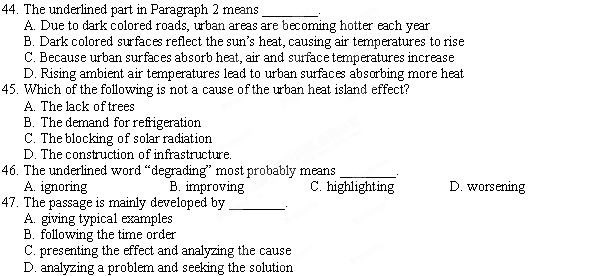 44. The underlined part in Paragraph 2 means ________.
A. Due to dark colored roads, urban areas are becoming hotter each year
B. Dark colored surfaces reflect the sun's heat, causing air temperatures to rise
C. Because urban surfaces absorb heat, air and surface temperatures increase
D. Rising ambient air temperatures lead to urban surfaces absorbing more heat
45. Which of the following is not a cause of the urban heat island effect?
A. The lack of trees
B. The demand for refrigeration
C. The blocking of solar radiation
D. The construction of infrastructure.
46. The underlined word “degrading” most probably means ________.
A. ignoring B. improving C. highlighting D. worsening
47. The passage is mainly developed by ________.
A. giving typical examples
B. following the time order
C. presenting the effect and analyzing the cause
D. analyzing a problem and seeking the solution